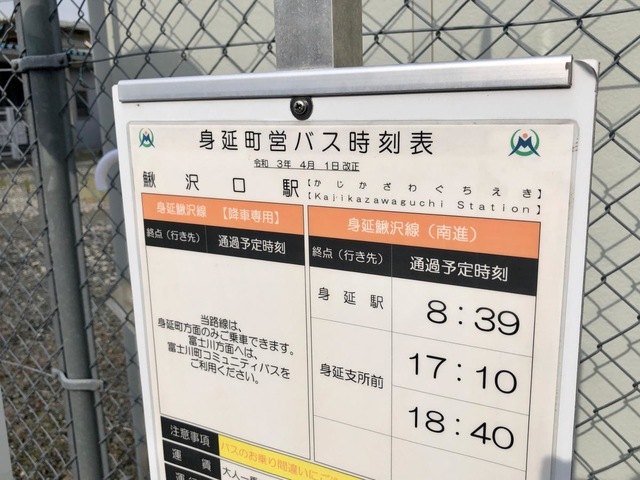 身延町営バス時刻表
令和 3年 4月 1日改正
鰍沢口駅
【かじかざわぐちえき】
【Kajikazawaguchi Station】
身延鰍沢線 【降車専用】
終点（行き先） 通過予定時刻
当路線は、
身延町方面のみご乗車できます。
富士川方面へは、
富士川町コミュニティバスを
ご利用ください。
身延鰍沢線（南進）
終点（行き先） 通過予定時刻
身延駅 8:39
身延支所前 17:10
18:40
注意事項 バスのお乗り間違いにご
運賃 大人一